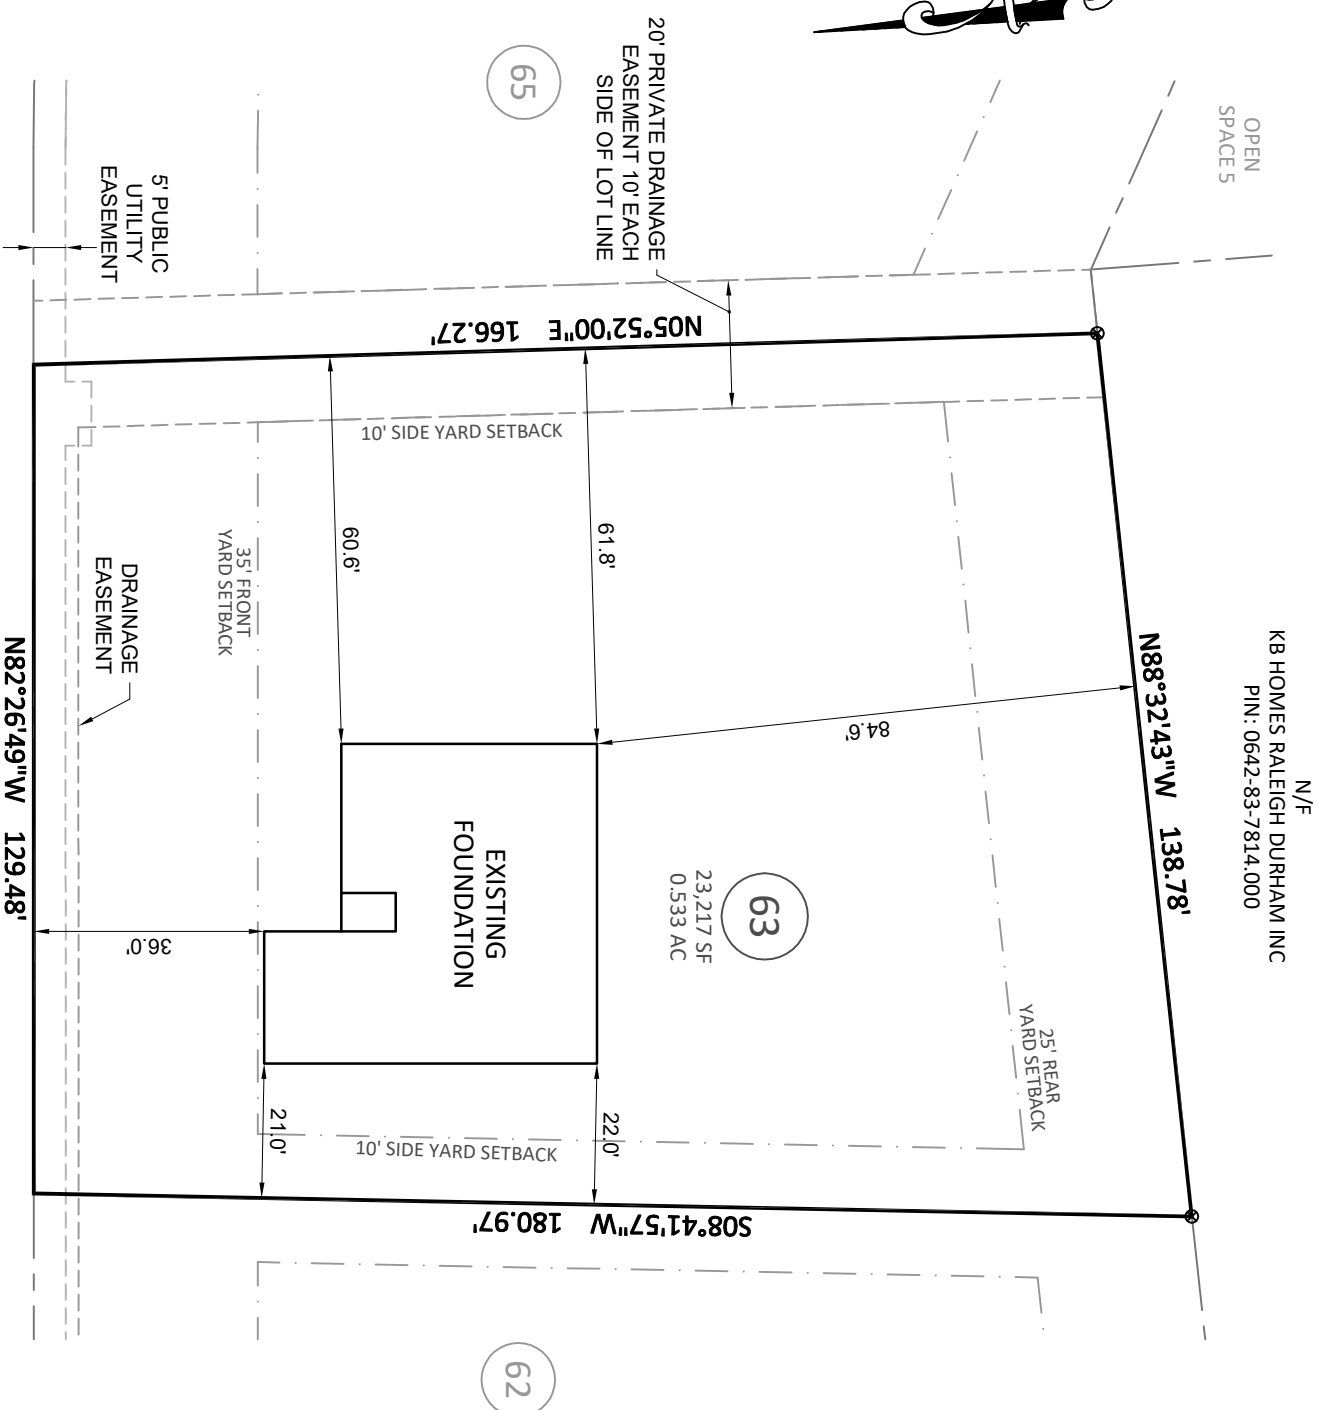 N/F
KB HOMES RALEIGH DURHAM INC
PIN: 0642-83-7814.000
OPEN
SPACE 5
N88°32'43"W 138.78'
20' PRIVATE DRAINAGE
EASEMENT 10' EACH
SIDE OF LOT LINE
65
N05°52'00"E 166.27'
25' REAR
YARD SETBACK
84.6'
63
23,217 SF
0.533 AC
61.8'
22.0'
10' SIDE YARD SETBACK
EXISTING
FOUNDATION
10' SIDE YARD SETBACK
S08°41'57"W 180.97'
62
60.6'
21.0'
35' FRONT
YARD SETBACK
36.0'
5' PUBLIC
UTILITY
EASEMENT
DRAINAGE
EASEMENT
N82°26'49"W 129.48'